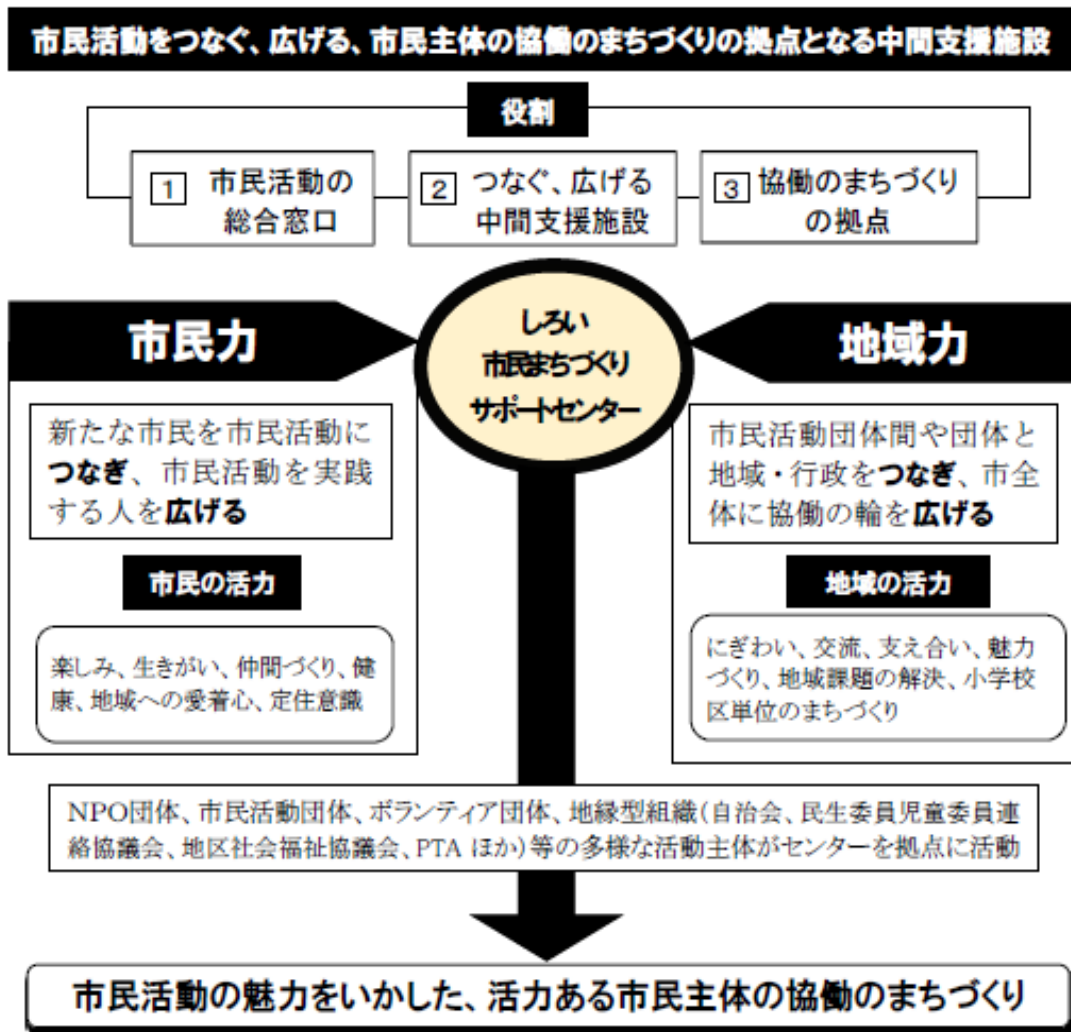 市民活動をつなぐ、広げる、市民主体の協働のまちづくりの拠点となる中間支援施設
役割
1 市民活動の
総合窓口
2 つなぐ、広げる
中間支援施設
3 協働のまちづくり
の拠点
しろい
市民まちづくり
サポートセンター
市民力
新たな市民を市民活動に
つなぎ、市民活動を実践
する人を広げる
市民の活力
楽しみ、生きがい、仲間づくり、健
康、地域への愛着心、定住意識
地域力
市民活動団体間や団体と
地域・行政をつなぎ、市全
体に協働の輪を広げる
地域の活力
にぎわい、交流、支え合い、魅力
づくり、地域課題の解決、小学校
区単位のまちづくり
NPO団体、市民活動団体、ボランティア団体、地縁型組織(自治会、民生委員児童委員連
絡協議会、地区社会福祉協議会、PTA ほか)等の多様な活動主体がセンターを拠点に活動
市民活動の魅力をいかした、活力ある市民主体の協働のまちづくり